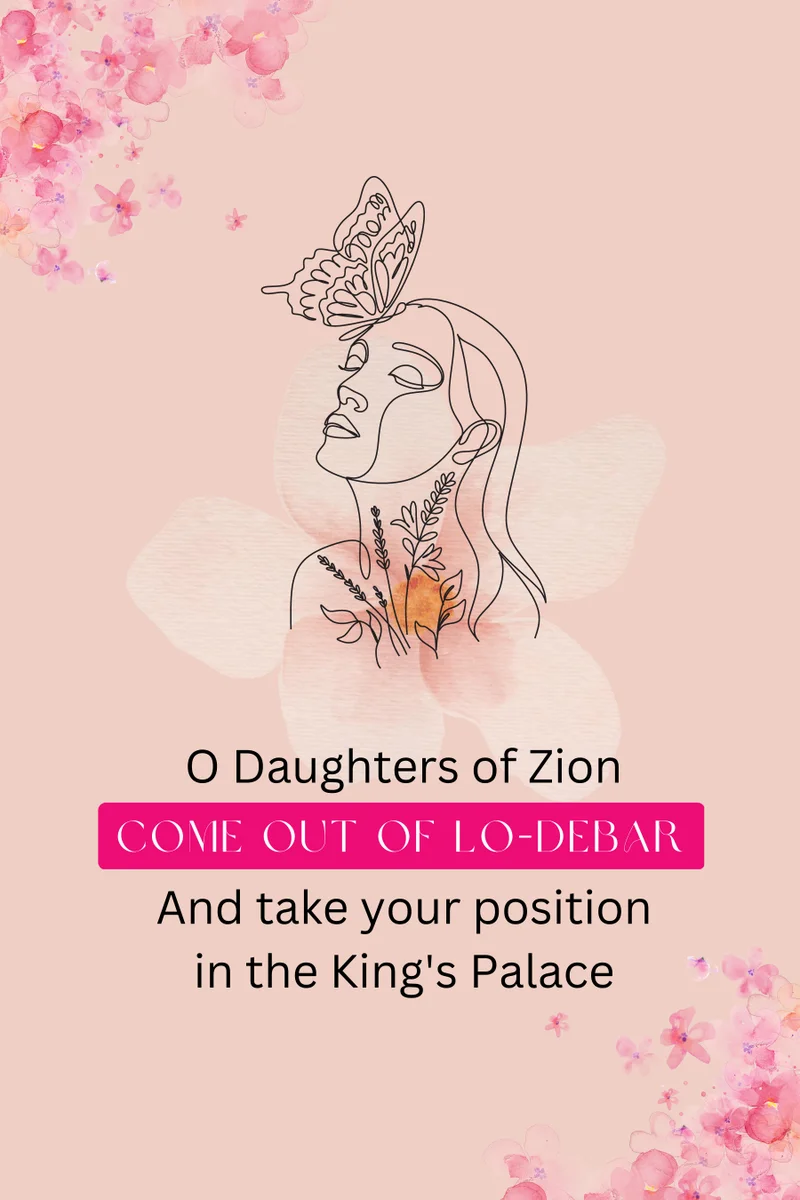 O Daughters of Zion
COME OUT OF LO-DEBAR
And take your position
in the King's Palace